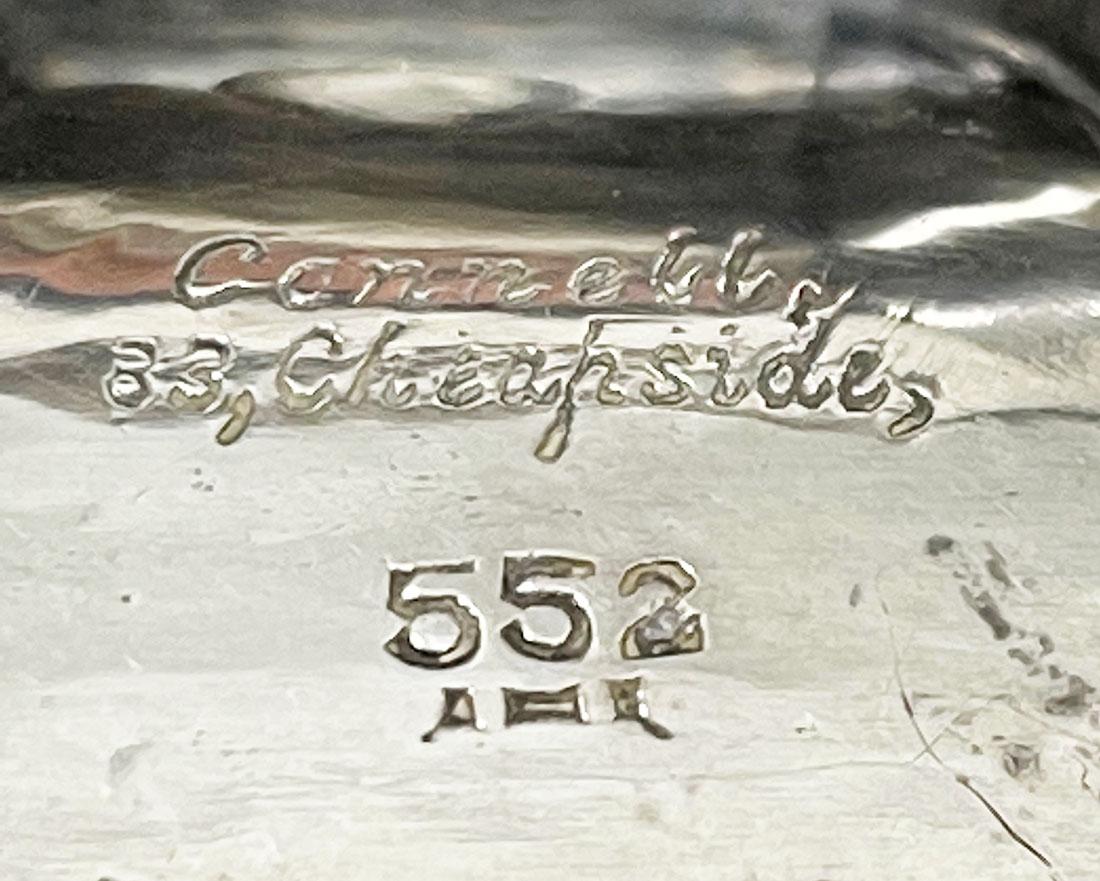 Connell,
83, Cheapside,
552